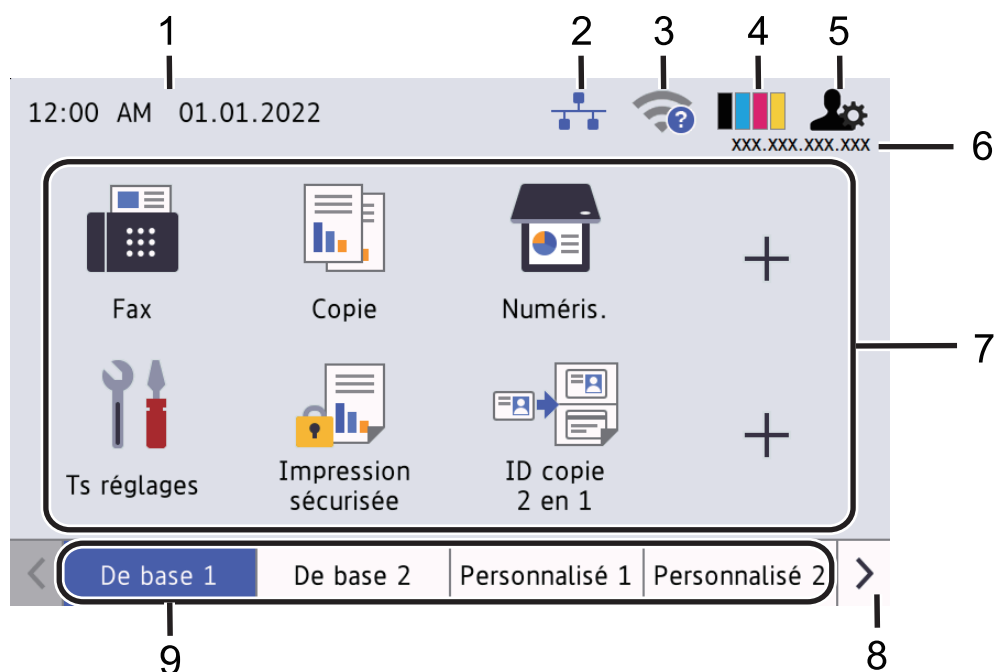 1 2 3 4 5
12:00 AM 01.01.2022
?
XXX.XXX.XXX.XXX 6
Fax Copie Numéris. +
7
Ts réglages Impression sécurisée ID copie 2 en 1 +
De base 1 De base 2 Personnalisé 1 Personnalisé 2
9 8